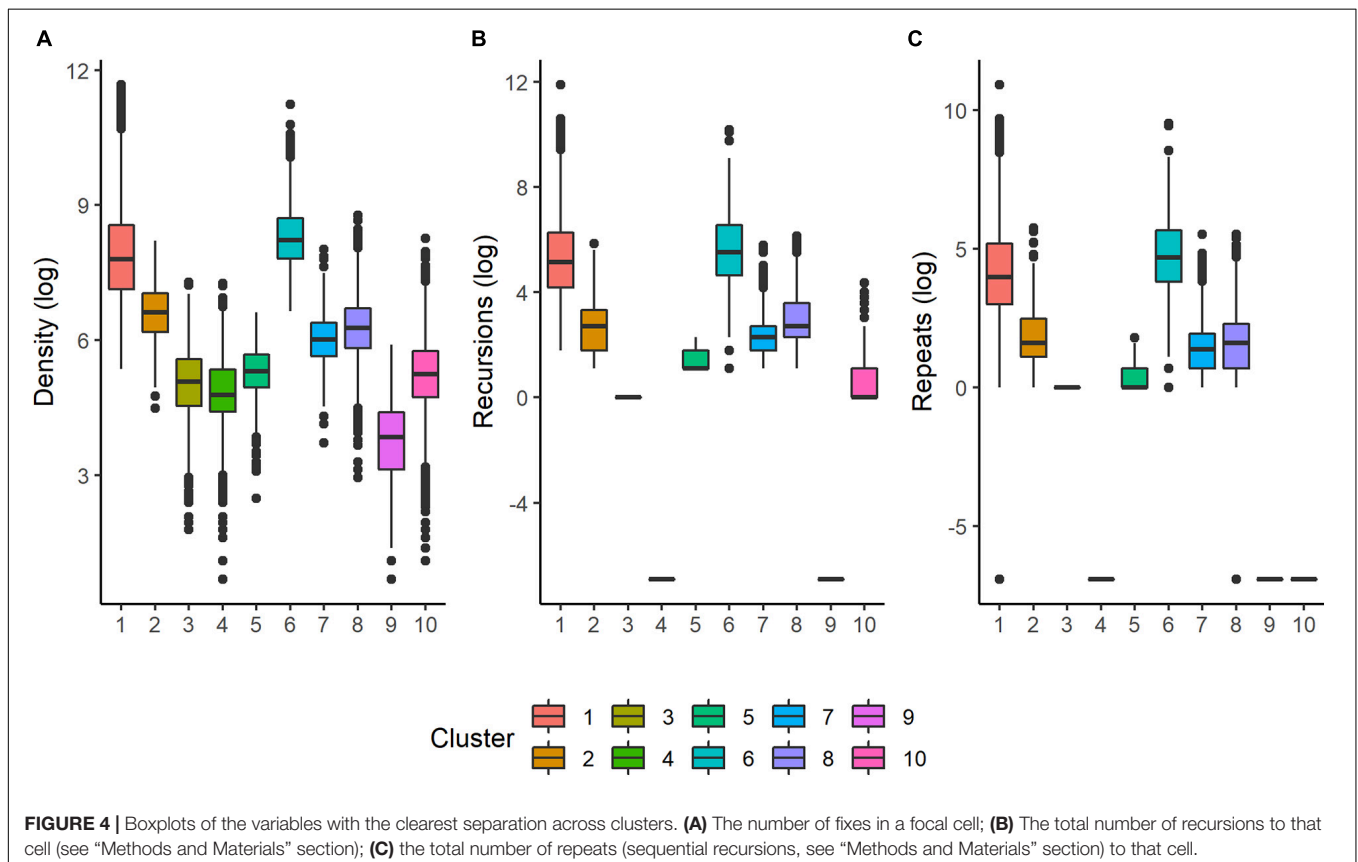 A
B
C
12
9
6
3
Density (log)
1 2 3 4 5 6 7 8 9 10
12
8
4
0
-4
Recursions (log)
1 2 3 4 5 6 7 8 9 10
10
5
0
-5
Repeats (log)
1 2 3 4 5 6 7 8 9 10
Cluster
1 3 5 7 9
2 4 6 8 10
FIGURE 4 | Boxplots of the variables with the clearest separation across clusters. (A) The number of fixes in a focal cell; (B) The total number of recursions to that
cell (see “Methods and Materials” section); (C) the total number of repeats (sequential recursions, see “Methods and Materials” section) to that cell.